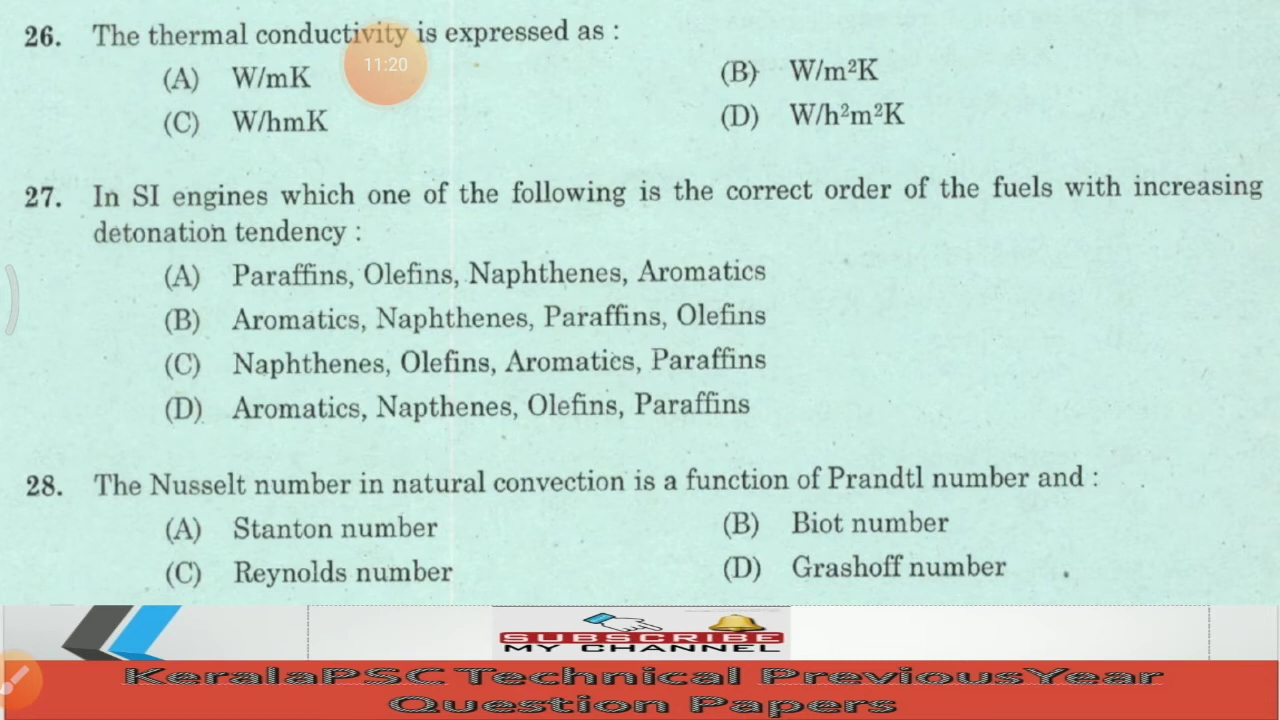 26. The thermal conductivity is expressed as :
11:20
(A) W/mK (B) W/m²K
(C) W/hmK (D) W/h²m²K
27. In SI engines which one of the following is the correct order of the fuels with increasing
detonation tendency :
(A) Paraffins, Olefins, Naphthenes, Aromatics
(B) Aromatics, Naphthenes, Paraffins, Olefins
(C) Naphthenes, Olefins, Aromatics, Paraffins
(D) Aromatics, Napthenes, Olefins, Paraffins
28. The Nusselt number in natural convection is a function of Prandtl number and :
(A) Stanton number (B) Biot number
(C) Reynolds number (D) Grashoff number
SUBSCRIBE
MY CHANNEL
KeralaPSC Technical PreviousYear
Question Papers